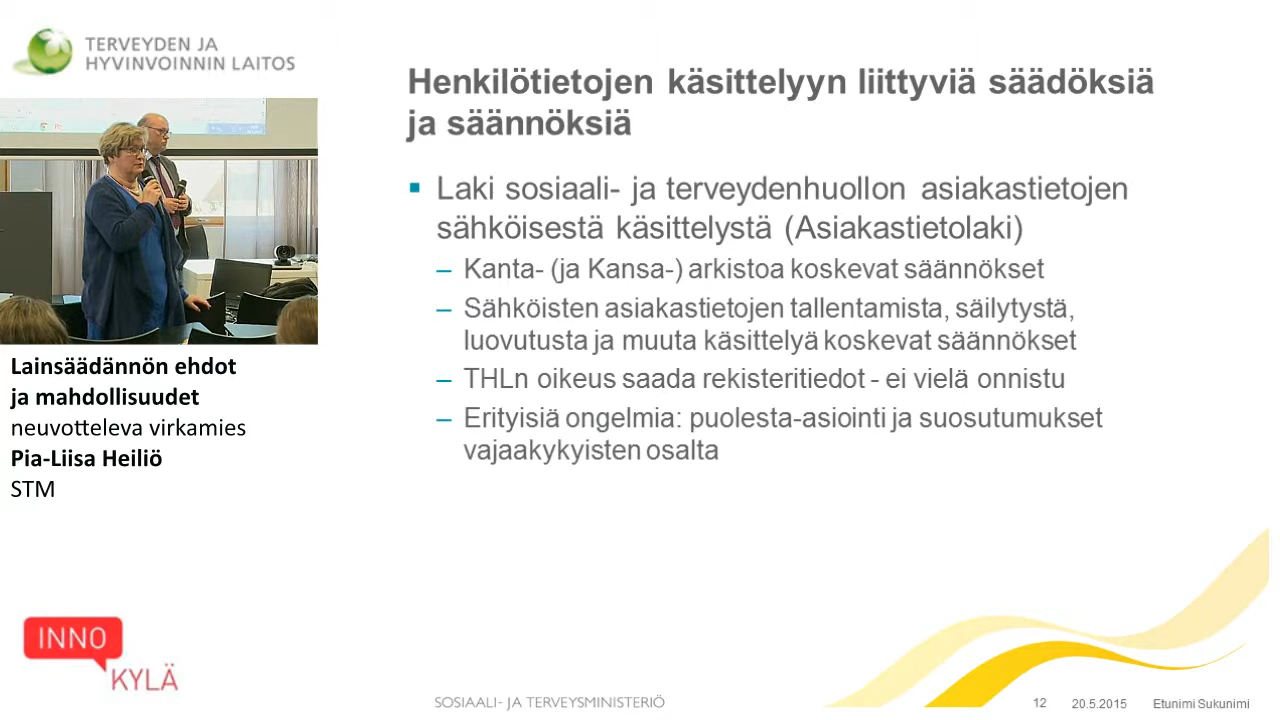 TERVEYDEN JA
HYVINVOINNIN LAITOS
Henkilötietojen käsittelyyn liittyviä säädöksiä
ja säännöksiä
Laki sosiaali- ja terveydenhuollon asiakastietojen
sähköisestä käsittelystä (Asiakastietolaki)
– Kanta- (ja Kansa-) arkistoa koskevat säännökset
– Sähköisten asiakastietojen tallentamista, säilytystä,
luovutusta ja muuta käsittelyä koskevat säännökset
– THLn oikeus saada rekisteritiedot - ei vielä onnistu
– Erityisiä ongelmia: puolesta-asiointi ja suosutumukset
vajaakykyisten osalta
Lainsäädännön ehdot
ja mahdollisuudet
neuvotteleva virkamies
Pia-Liisa Heiliö
STM
INNO
KYLÄ
SOSIAALI- JA TERVEYSMINISTERIÖ
12 20.5.2015 Etunimi Sukunimi